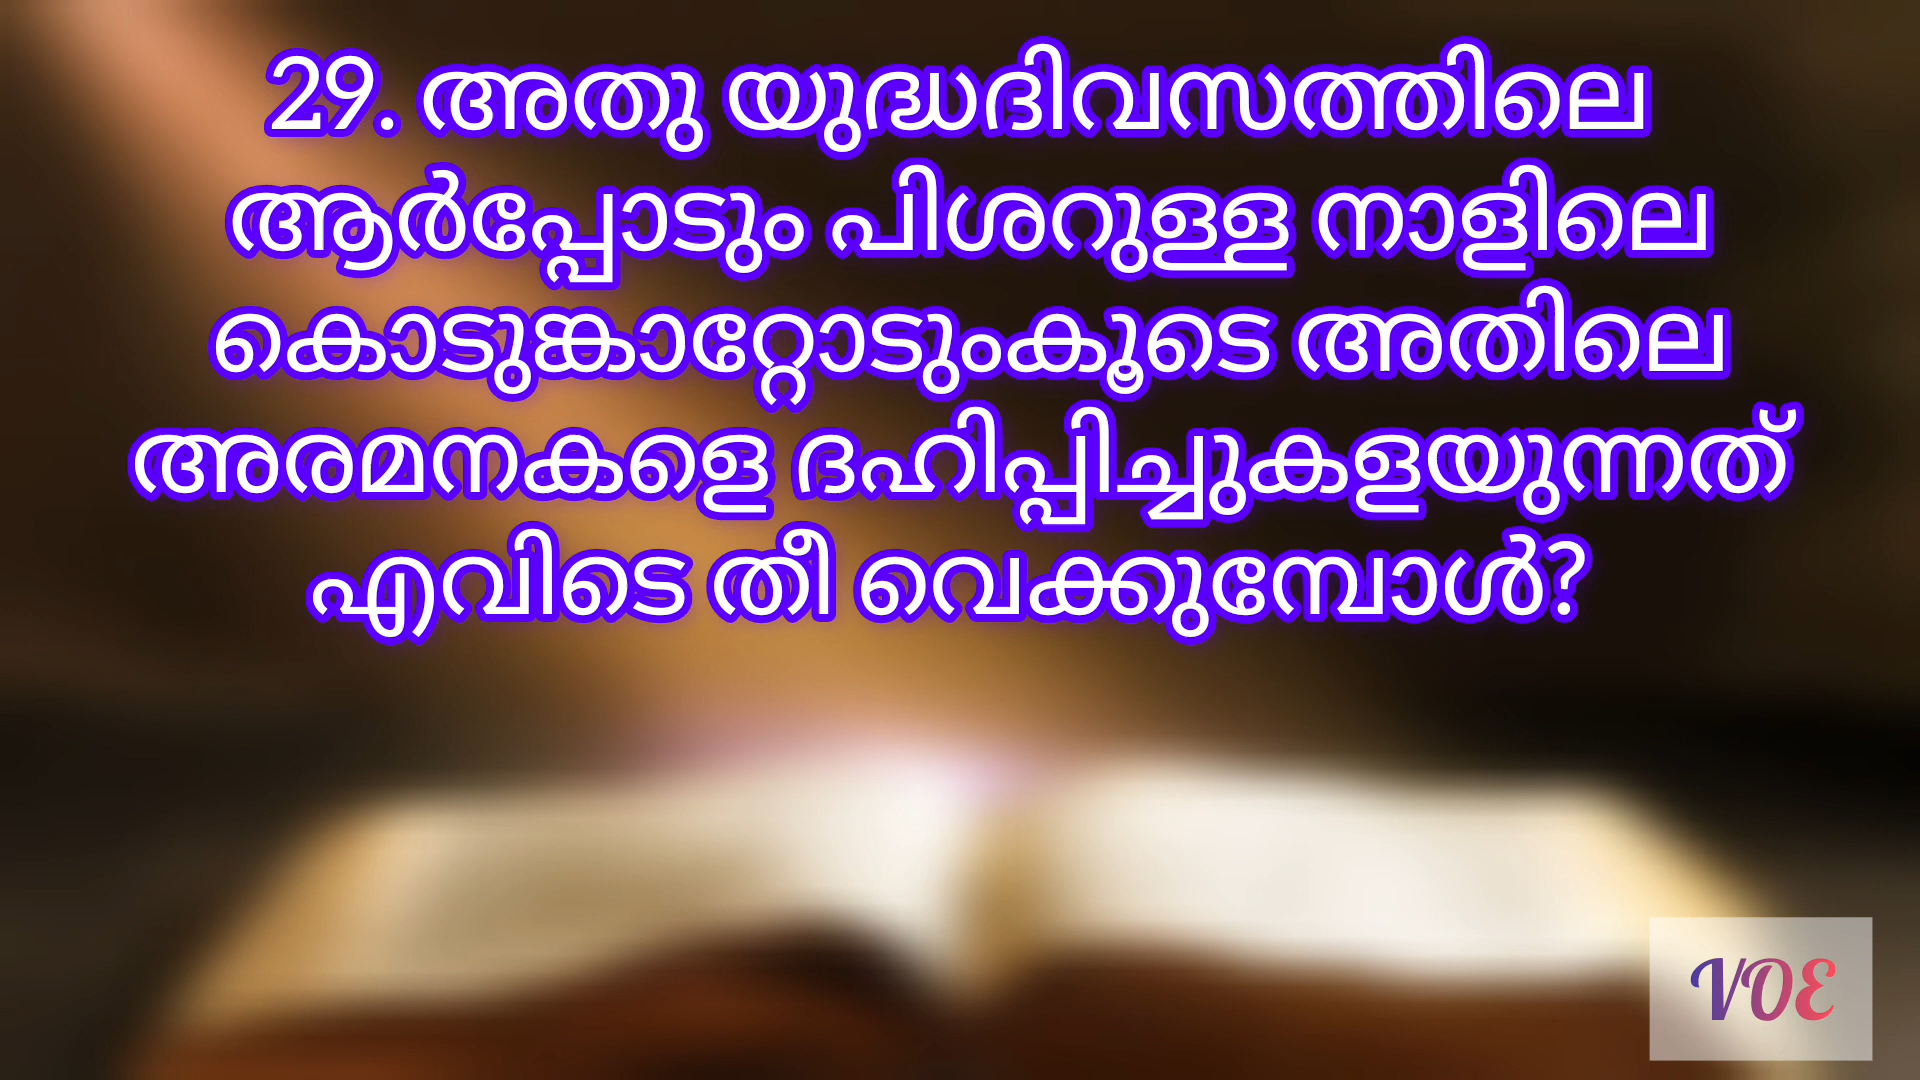 29. അതു യുദ്ധദിവസത്തിലെ
ആർപ്പോടും പിശറുള്ള നാളിലെ
കൊടുങ്കാറ്റോടുംകൂടെ അതിലെ
അരമനകളെ ദഹിപ്പിച്ചുകളയുന്നത്
എവിടെ തീ വെക്കുമ്പോൾ?
VOE